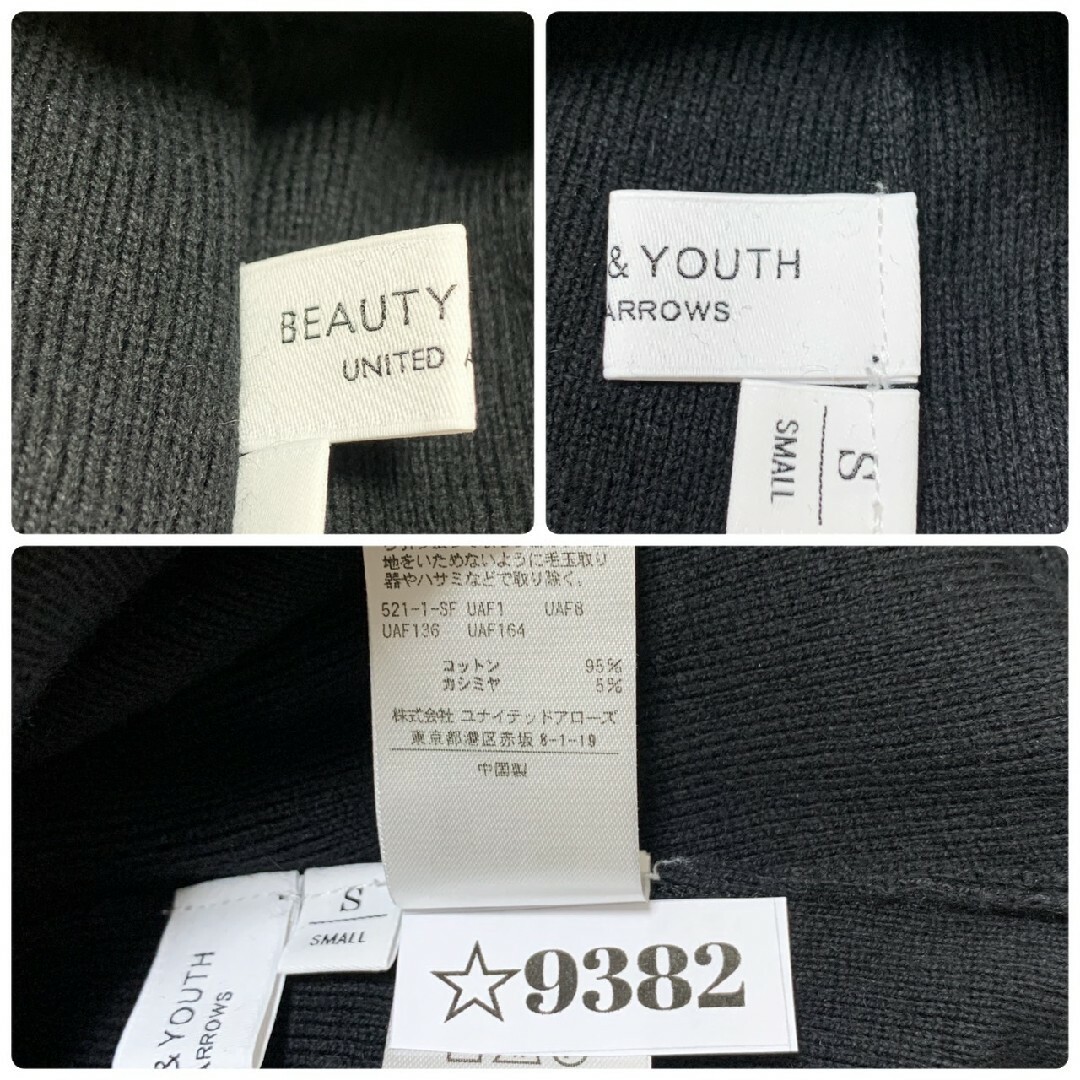 BEAUTY
UNITED A
& YOUTH
ARROWS
S
SMALL
地をいためないように毛玉取り
器やハサミなどで取り除く。
521-1-SF UAF1 UAF8
UAF136 UAF164
コットン 95%
カシミヤ 5%
株式会社 ユナイテッドアローズ
東京都港区赤坂 8-1-19
中国製
S
SMALL
& YOUTH
ARROWS
☆9382